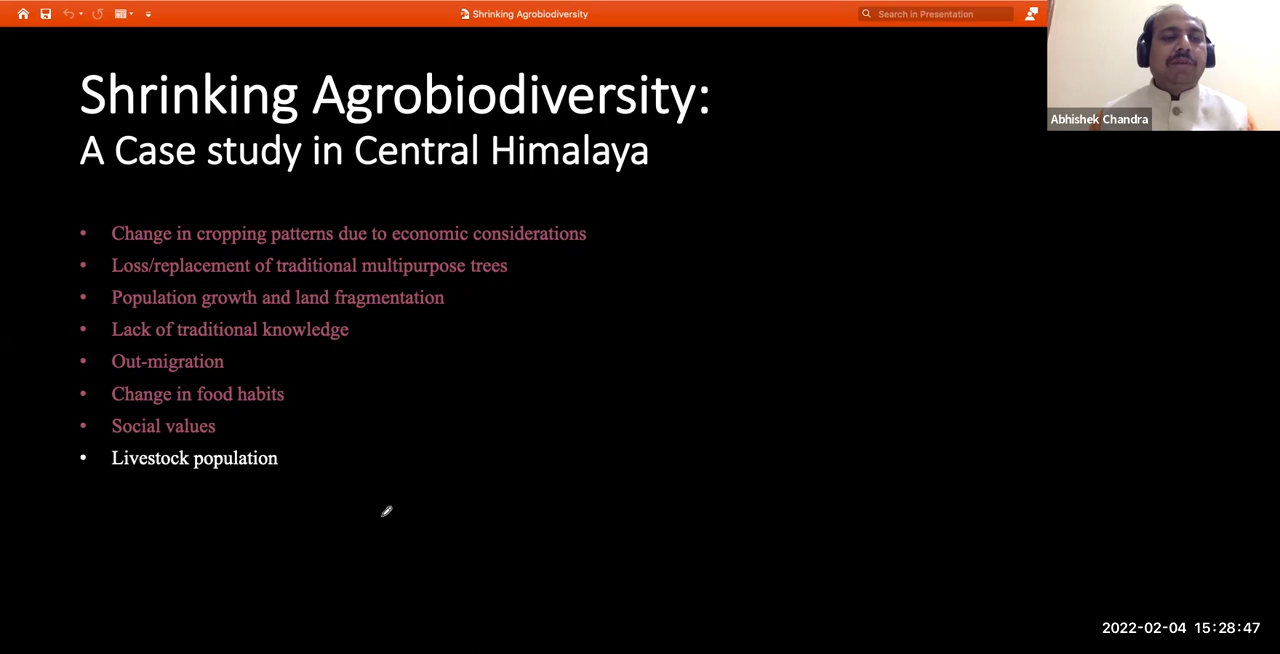 Shrinking Agrobiodiversity
Search in Presentation
Abhishek Chandra
Shrinking Agrobiodiversity:
A Case study in Central Himalaya
• Change in cropping patterns due to economic considerations
• Loss/replacement of traditional multipurpose trees
• Population growth and land fragmentation
• Lack of traditional knowledge
• Out-migration
• Change in food habits
• Social values
• Livestock population
2022-02-04 15:28:47